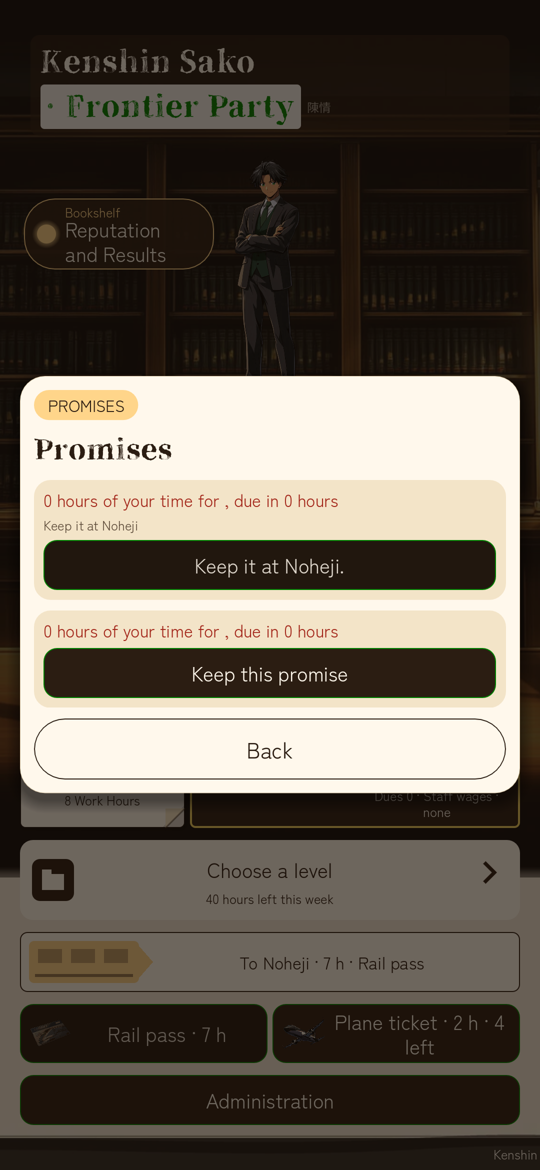 Kenshin Sako
· Frontier Party 陳情
Bookshelf
Reputation
and Results
PROMISES
Promises
0 hours of your time for , due in 0 hours
Keep it at Noheji
Keep it at Noheji.
0 hours of your time for , due in 0 hours
Keep this promise
Back
8 Work Hours
Dues 0 · Staff wages ·
none
Choose a level
40 hours left this week
To Noheji · 7 h · Rail pass
Rail pass · 7 h
Plane ticket · 2 h · 4
left
Administration
Kenshin